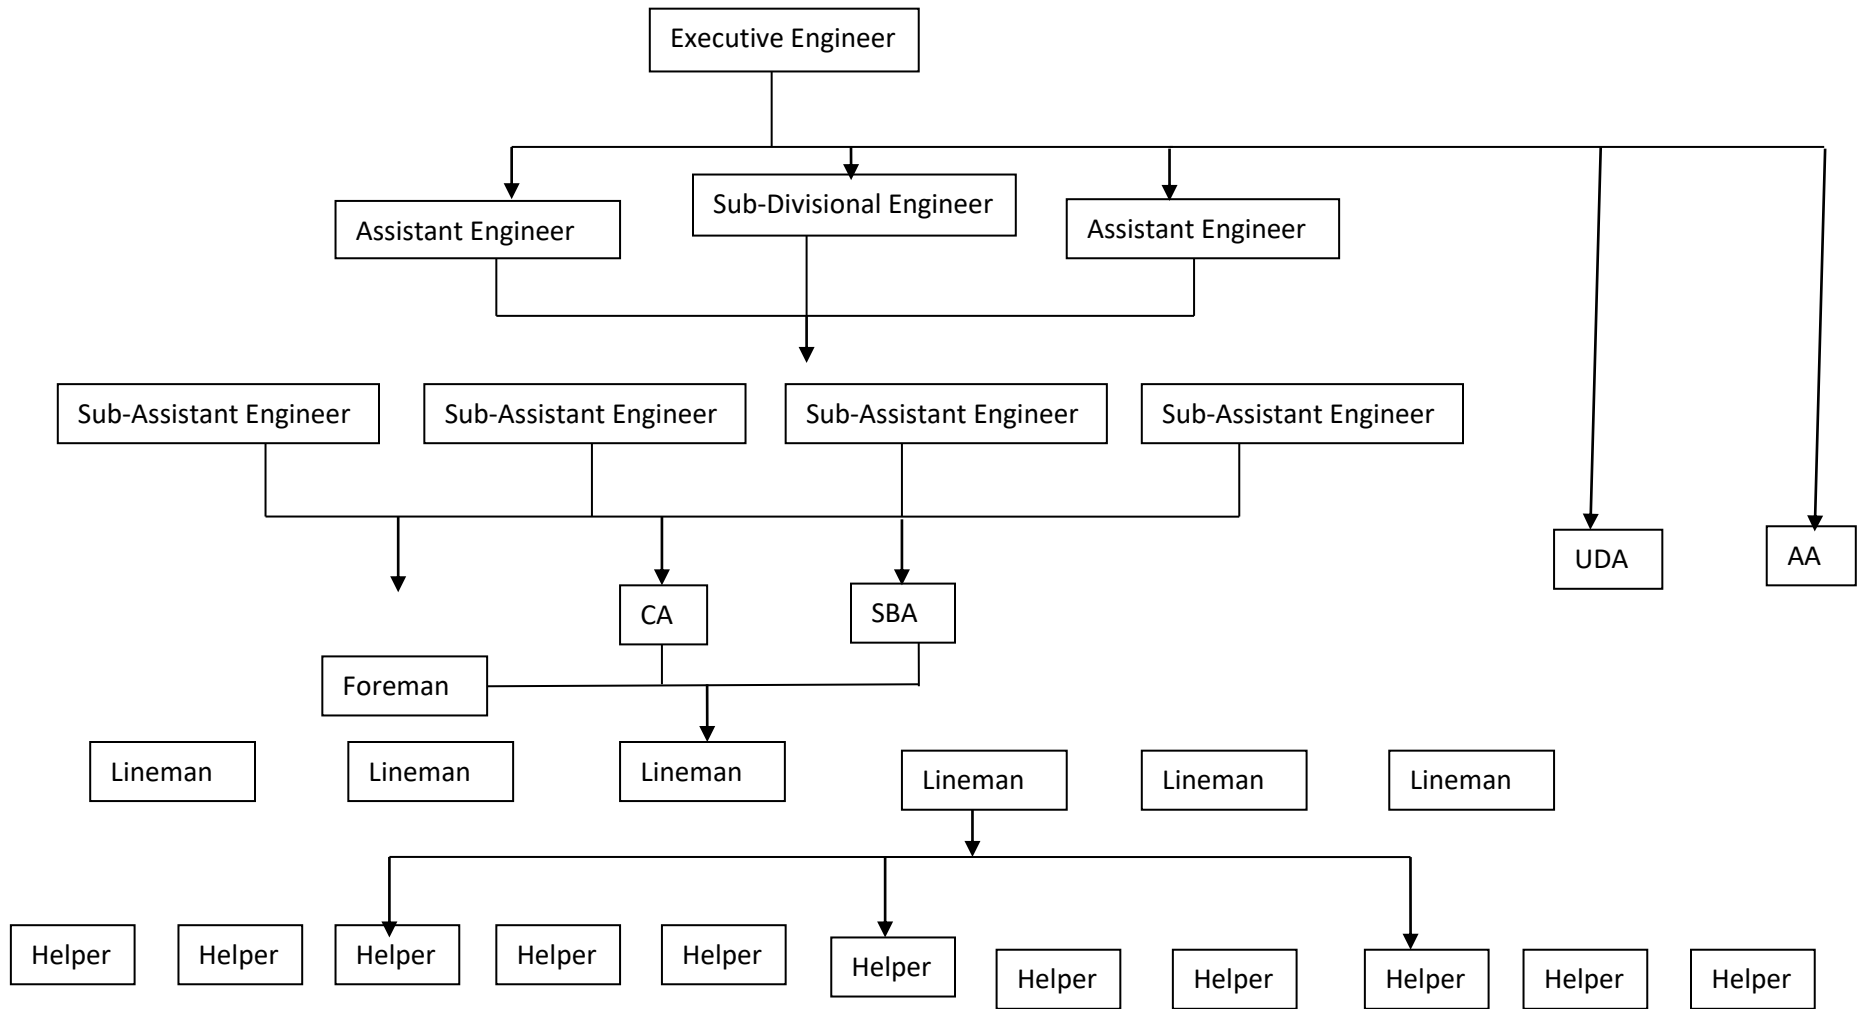 Executive Engineer
Sub-Divisional Engineer
Assistant Engineer
Assistant Engineer
Sub-Assistant Engineer
Sub-Assistant Engineer
Sub-Assistant Engineer
Sub-Assistant Engineer
UDA
AA
CA
SBA
Foreman
Lineman
Lineman
Lineman
Lineman
Lineman
Lineman
Helper
Helper
Helper
Helper
Helper
Helper
Helper
Helper
Helper
Helper
Helper